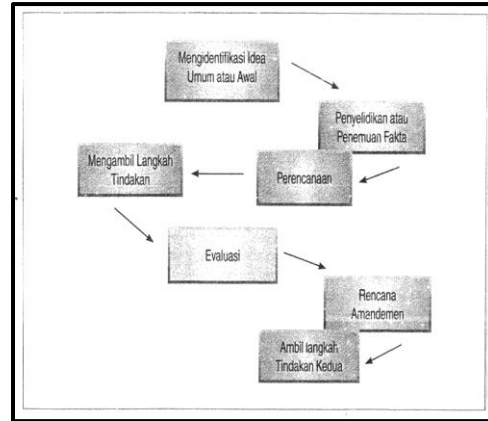 Mengidentifikasi Idea
Umum atau Awal
Penyelidikan atau
Penemuan Fakta
Perencanaan
Mengambil Langkah
Tindakan
Evaluasi
Rencana
Amandemen
Ambil langkah
Tindakan Kedua